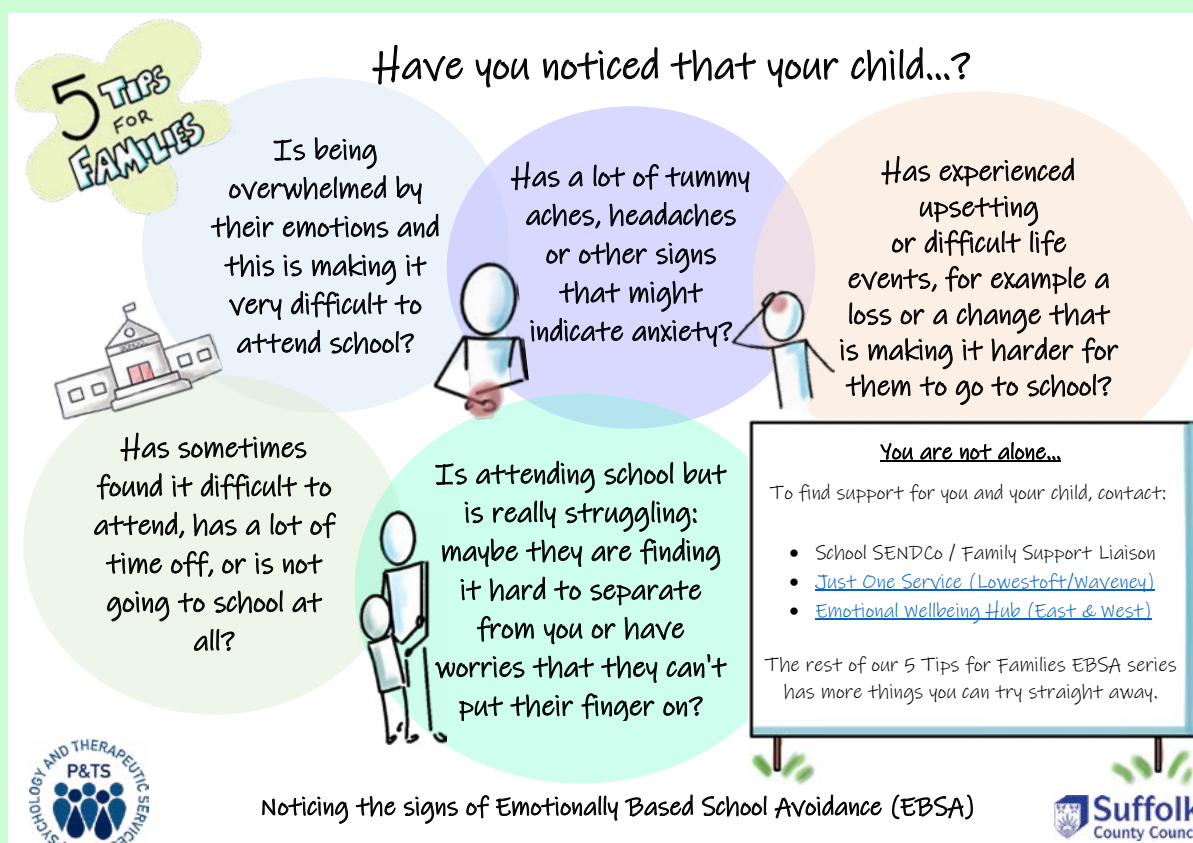 5 TIPS
FOR
FAMILIES
Have you noticed that your child...?
Is being
overwhelmed by
their emotions and
this is making it
very difficult to
attend school?
Has a lot of tummy
aches, headaches
or other signs
that might
indicate anxiety?
Has experienced
upsetting
or difficult life
events, for example a
loss or a change that
is making it harder for
them to go to school?
Has sometimes
found it difficult to
attend, has a lot of
time off, or is not
going to school at
all?
Is attending school but
is really struggling:
maybe they are finding
it hard to separate
from you or have
worries that they can't
put their finger on?
You are not alone...
To find support for you and your child, contact:
• School SENDCo / Family Support Liaison
• Just One Service (Lowestoft/Waveney)
• Emotional Wellbeing Hub (East & West)
The rest of our 5 Tips for Families EBSA series
has more things you can try straight away.
AND THERAPEUTIC
P&TS
Noticing the signs of Emotionally Based School Avoidance (EBSA)
Suffolk
County Counc